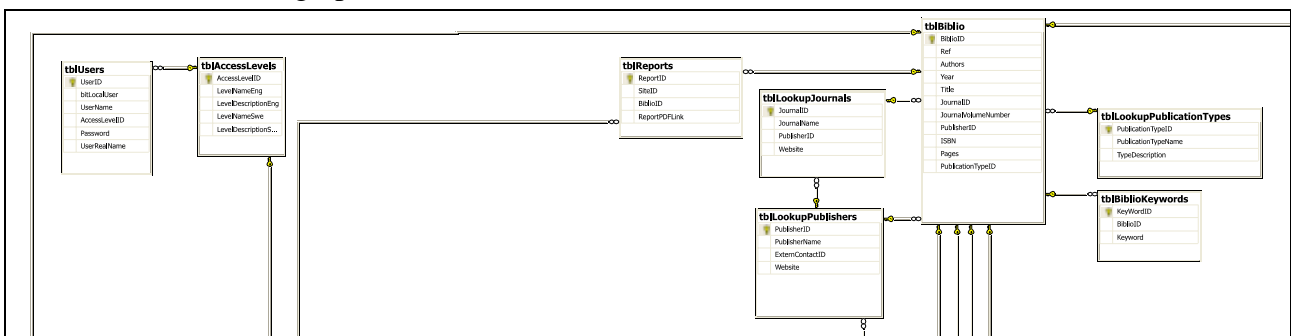 tblUsers
UserID
bitLocalUser
UserName
AccessLevelID
Password
UserRealName
tblAccessLevels
AccessLevelID
LevelNameEng
LevelDescriptionEng
LevelNameSwe
LevelDescriptionS...
tblReports
ReportID
SiteID
BiblioID
ReportPDFLink
tblLookupJournals
JournalID
JournalName
PublisherID
Website
tblLookupPublishers
PublisherID
PublisherName
ExternContactID
Website
tblBiblio
BiblioID
Ref
Authors
Year
Title
JournalID
JournalVolumeNumber
PublisherID
ISBN
Pages
PublicationTypeID
tblLookupPublicationTypes
PublicationTypeID
PublicationTypeName
TypeDescription
tblBiblioKeywords
KeyWordID
BiblioID
Keyword